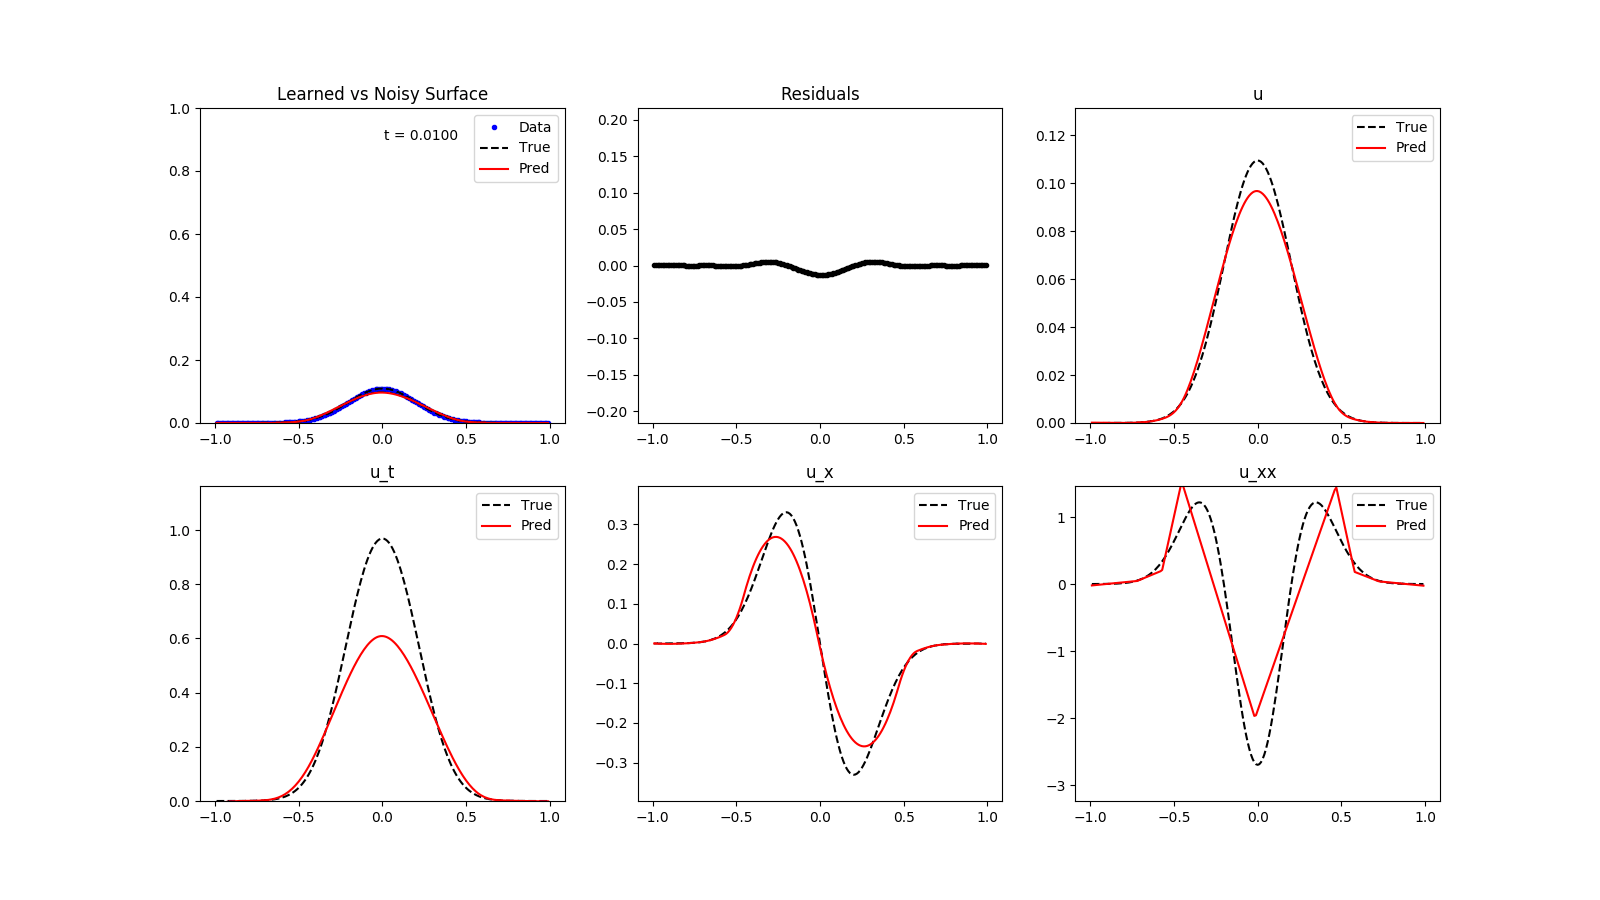 Learned vs Noisy Surface
1.0
0.8
0.6
0.4
0.2
0.0
−1.0 −0.5 0.0 0.5 1.0
t = 0.0100
Data
True
Pred
Residuals
0.20
0.15
0.10
0.05
0.00
−0.05
−0.10
−0.15
−0.20
−1.0 −0.5 0.0 0.5 1.0
u
0.12
0.10
0.08
0.06
0.04
0.02
0.00
−1.0 −0.5 0.0 0.5 1.0
True
Pred
u_t
1.0
0.8
0.6
0.4
0.2
0.0
−1.0 −0.5 0.0 0.5 1.0
True
Pred
u_x
0.3
0.2
0.1
0.0
−0.1
−0.2
−0.3
−1.0 −0.5 0.0 0.5 1.0
True
Pred
u_xx
1
0
−1
−2
−3
−1.0 −0.5 0.0 0.5 1.0
True
Pred